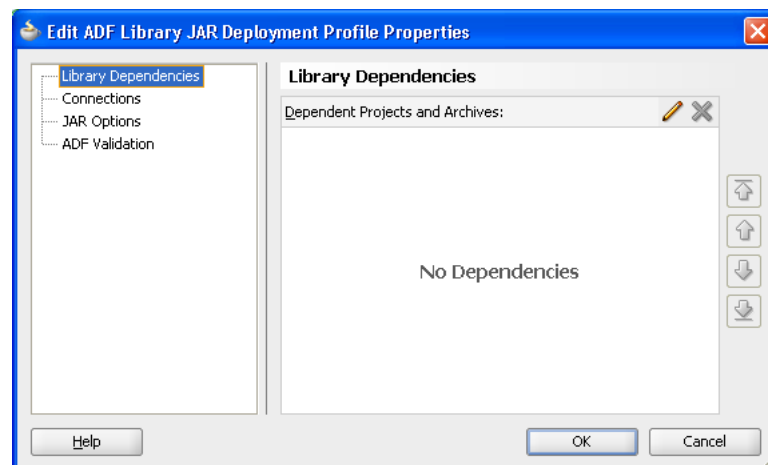 Edit ADF Library JAR Deployment Profile Properties
Library Dependencies
Connections
JAR Options
ADF Validation
Library Dependencies
Dependent Projects and Archives:
No Dependencies
Help
OK
Cancel